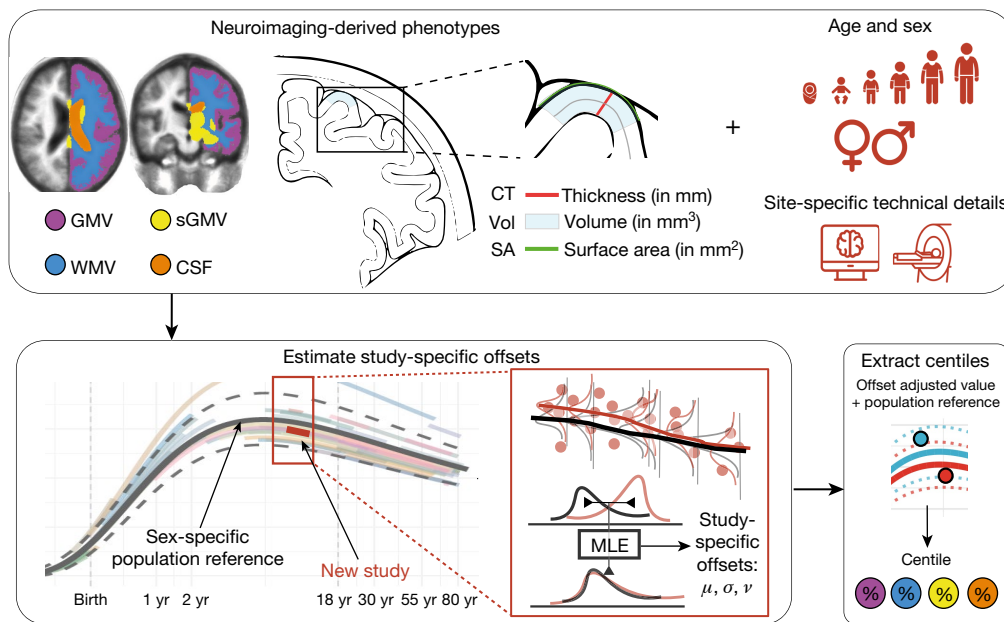 Neuroimaging-derived phenotypes
Age and sex
+
CT Thickness (in mm)
Vol Volume (in mm³)
SA Surface area (in mm²)
GMV
sGMV
WMV
CSF
Site-specific technical details
Estimate study-specific offsets
Sex-specific
population reference
New study
Birth 1 yr 2 yr 18 yr 30 yr 55 yr 80 yr
MLE
Study-
specific
offsets:
μ, σ, ν
Extract centiles
Offset adjusted value
+ population reference
Centile
% % % %